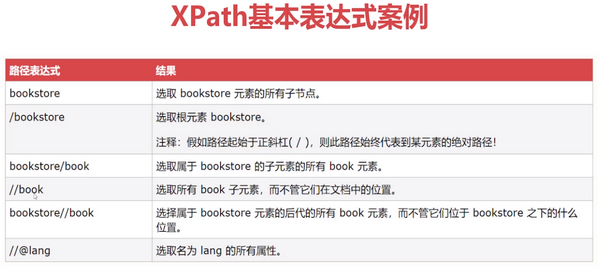 XPath基本表达式案例
路径表达式 结果
bookstore 选取 bookstore 元素的所有子节点。
/bookstore 选取根元素 bookstore。
注释：假如路径起始于正斜杠( / )，则此路径始终代表到某元素的绝对路径！
bookstore/book 选取属于 bookstore 的子元素的所有 book 元素。
//book 选取所有 book 子元素，而不管它们在文档中的位置。
bookstore//book 选择属于 bookstore 元素的后代的所有 book 元素，而不管它们位于 bookstore 之下的什么
位置。
//@lang 选取名为 lang 的所有属性。